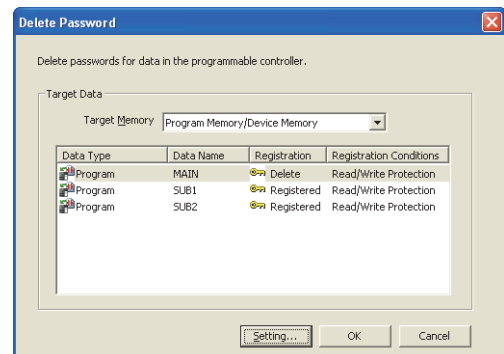 Delete Password
Delete passwords for data in the programmable controller.
Target Data
Target Memory Program Memory/Device Memory
Data Type Data Name Registration Registration Conditions
Program MAIN Delete Read/Write Protection
Program SUB1 Registered Read/Write Protection
Program SUB2 Registered Read/Write Protection
Setting... OK Cancel